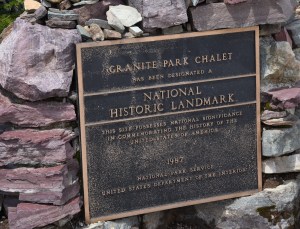 GRANITE PARK CHALET
HAS BEEN DESIGNATED A
NATIONAL
HISTORIC LANDMARK
THIS SITE POSSESSES NATIONAL SIGNIFICANCE
IN COMMEMORATING THE HISTORY OF THE
UNITED STATES OF AMERICA
1987
NATIONAL PARK SERVICE
UNITED STATES DEPARTMENT OF THE INTERIOR